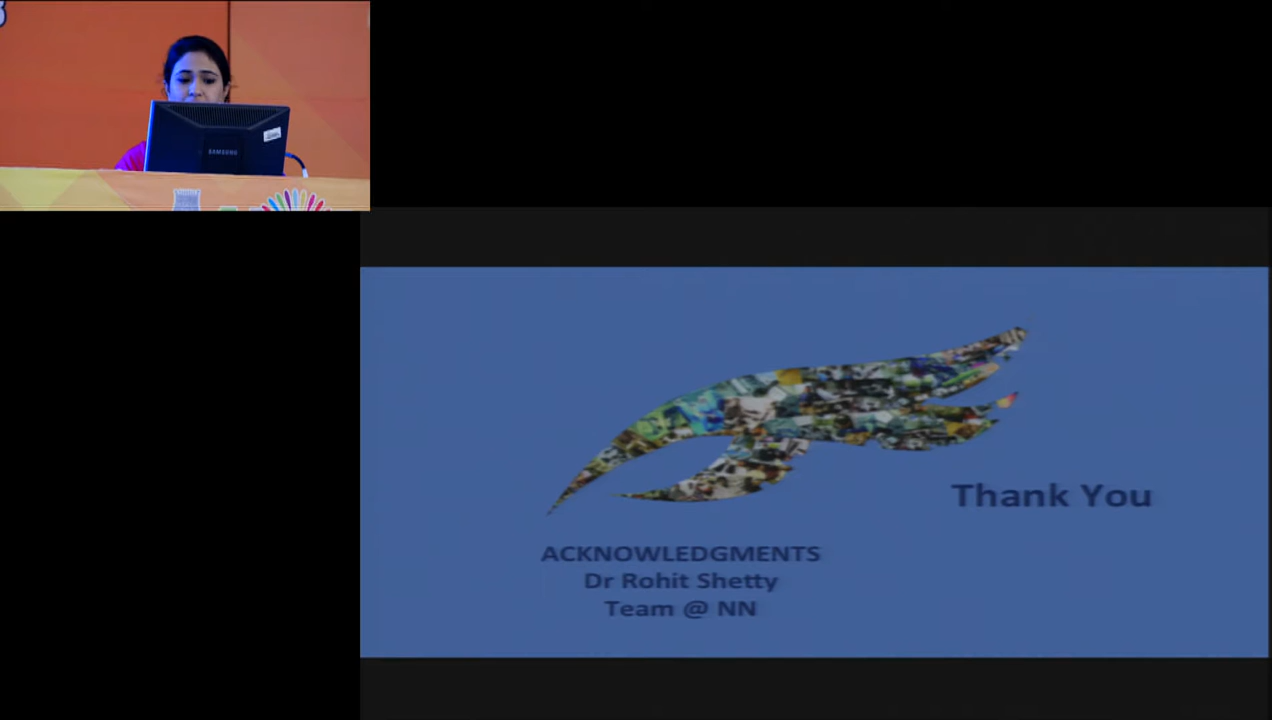 SAMSUNG
Thank You
ACKNOWLEDGMENTS
Dr Rohit Shetty
Team @ NN